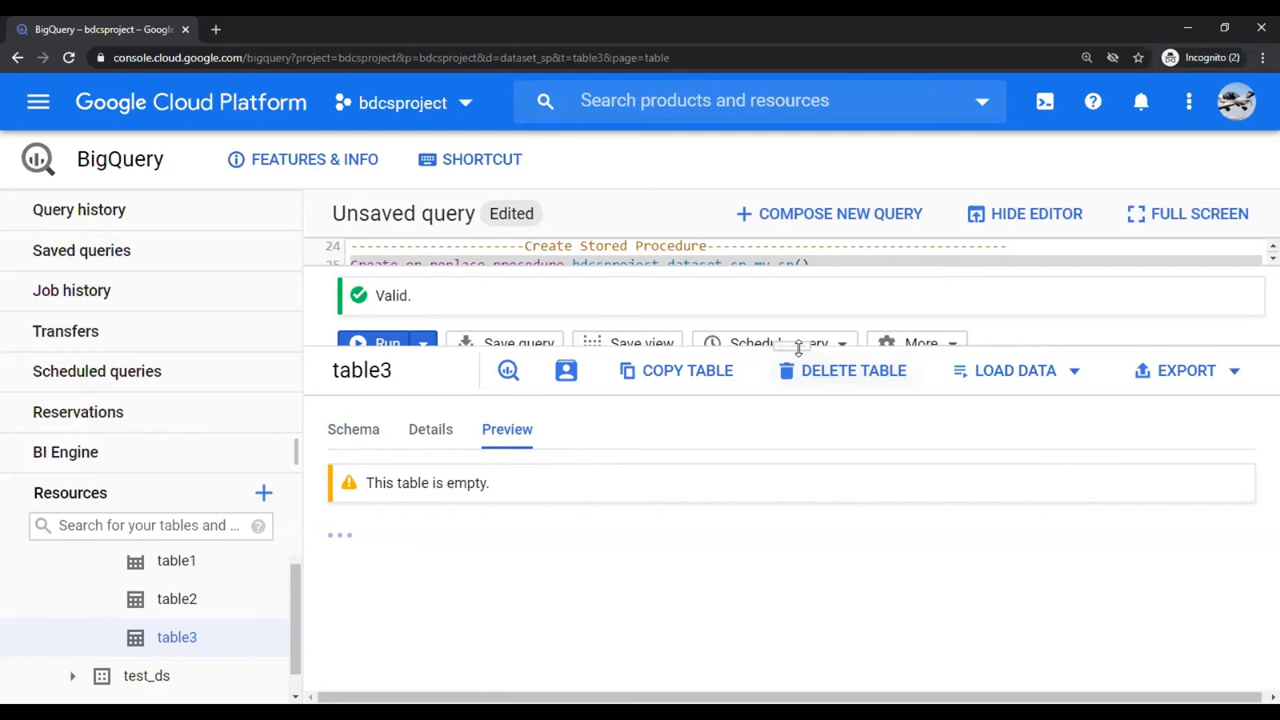 BigQuery – bdcsproject – Google
console.cloud.google.com/bigquery?project=bdcsproject&p=bdcsproject&d=dataset_sp&t=table3&page=table
Incognito (2)
Google Cloud Platform
bdcsproject
Search products and resources
BigQuery
FEATURES & INFO
SHORTCUT
Query history
Saved queries
Job history
Transfers
Scheduled queries
Reservations
BI Engine
Resources
Search for your tables and ...
table1
table2
table3
test_ds
Unsaved query Edited
COMPOSE NEW QUERY
HIDE EDITOR
FULL SCREEN
24 ----------------------Create Stored Procedure--------------------------------------
25 Create or replace procedure bdcsproject.dataset_sp.my_sp()
Valid.
Run
Save query
Save view
Schedule query
More
table3
COPY TABLE
DELETE TABLE
LOAD DATA
EXPORT
Schema
Details
Preview
This table is empty.